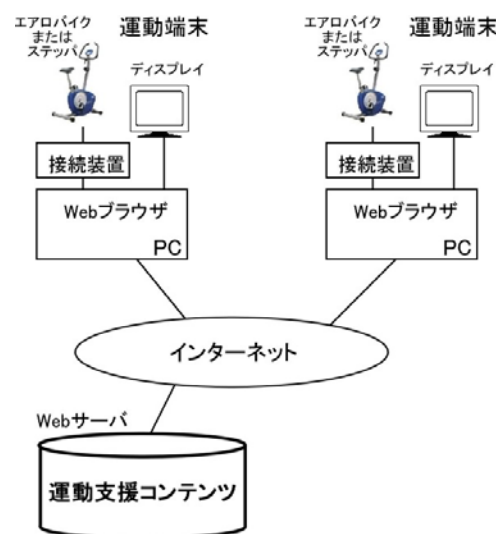 エアロバイク
または
ステッパ
運動端末
ディスプレイ
接続装置
Webブラウザ
PC
エアロバイク
または
ステッパ
運動端末
ディスプレイ
接続装置
Webブラウザ
PC
インターネット
Webサーバ
運動支援コンテンツ